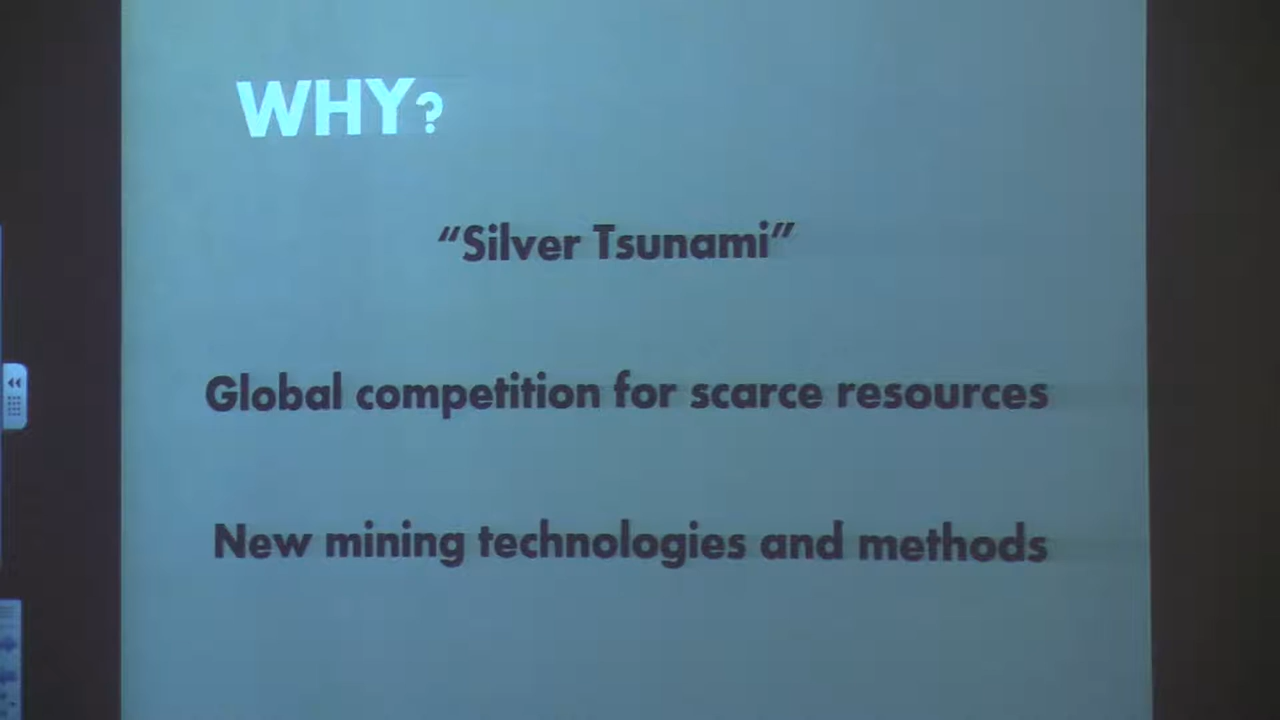 WHY?
“Silver Tsunami”
Global competition for scarce resources
New mining technologies and methods